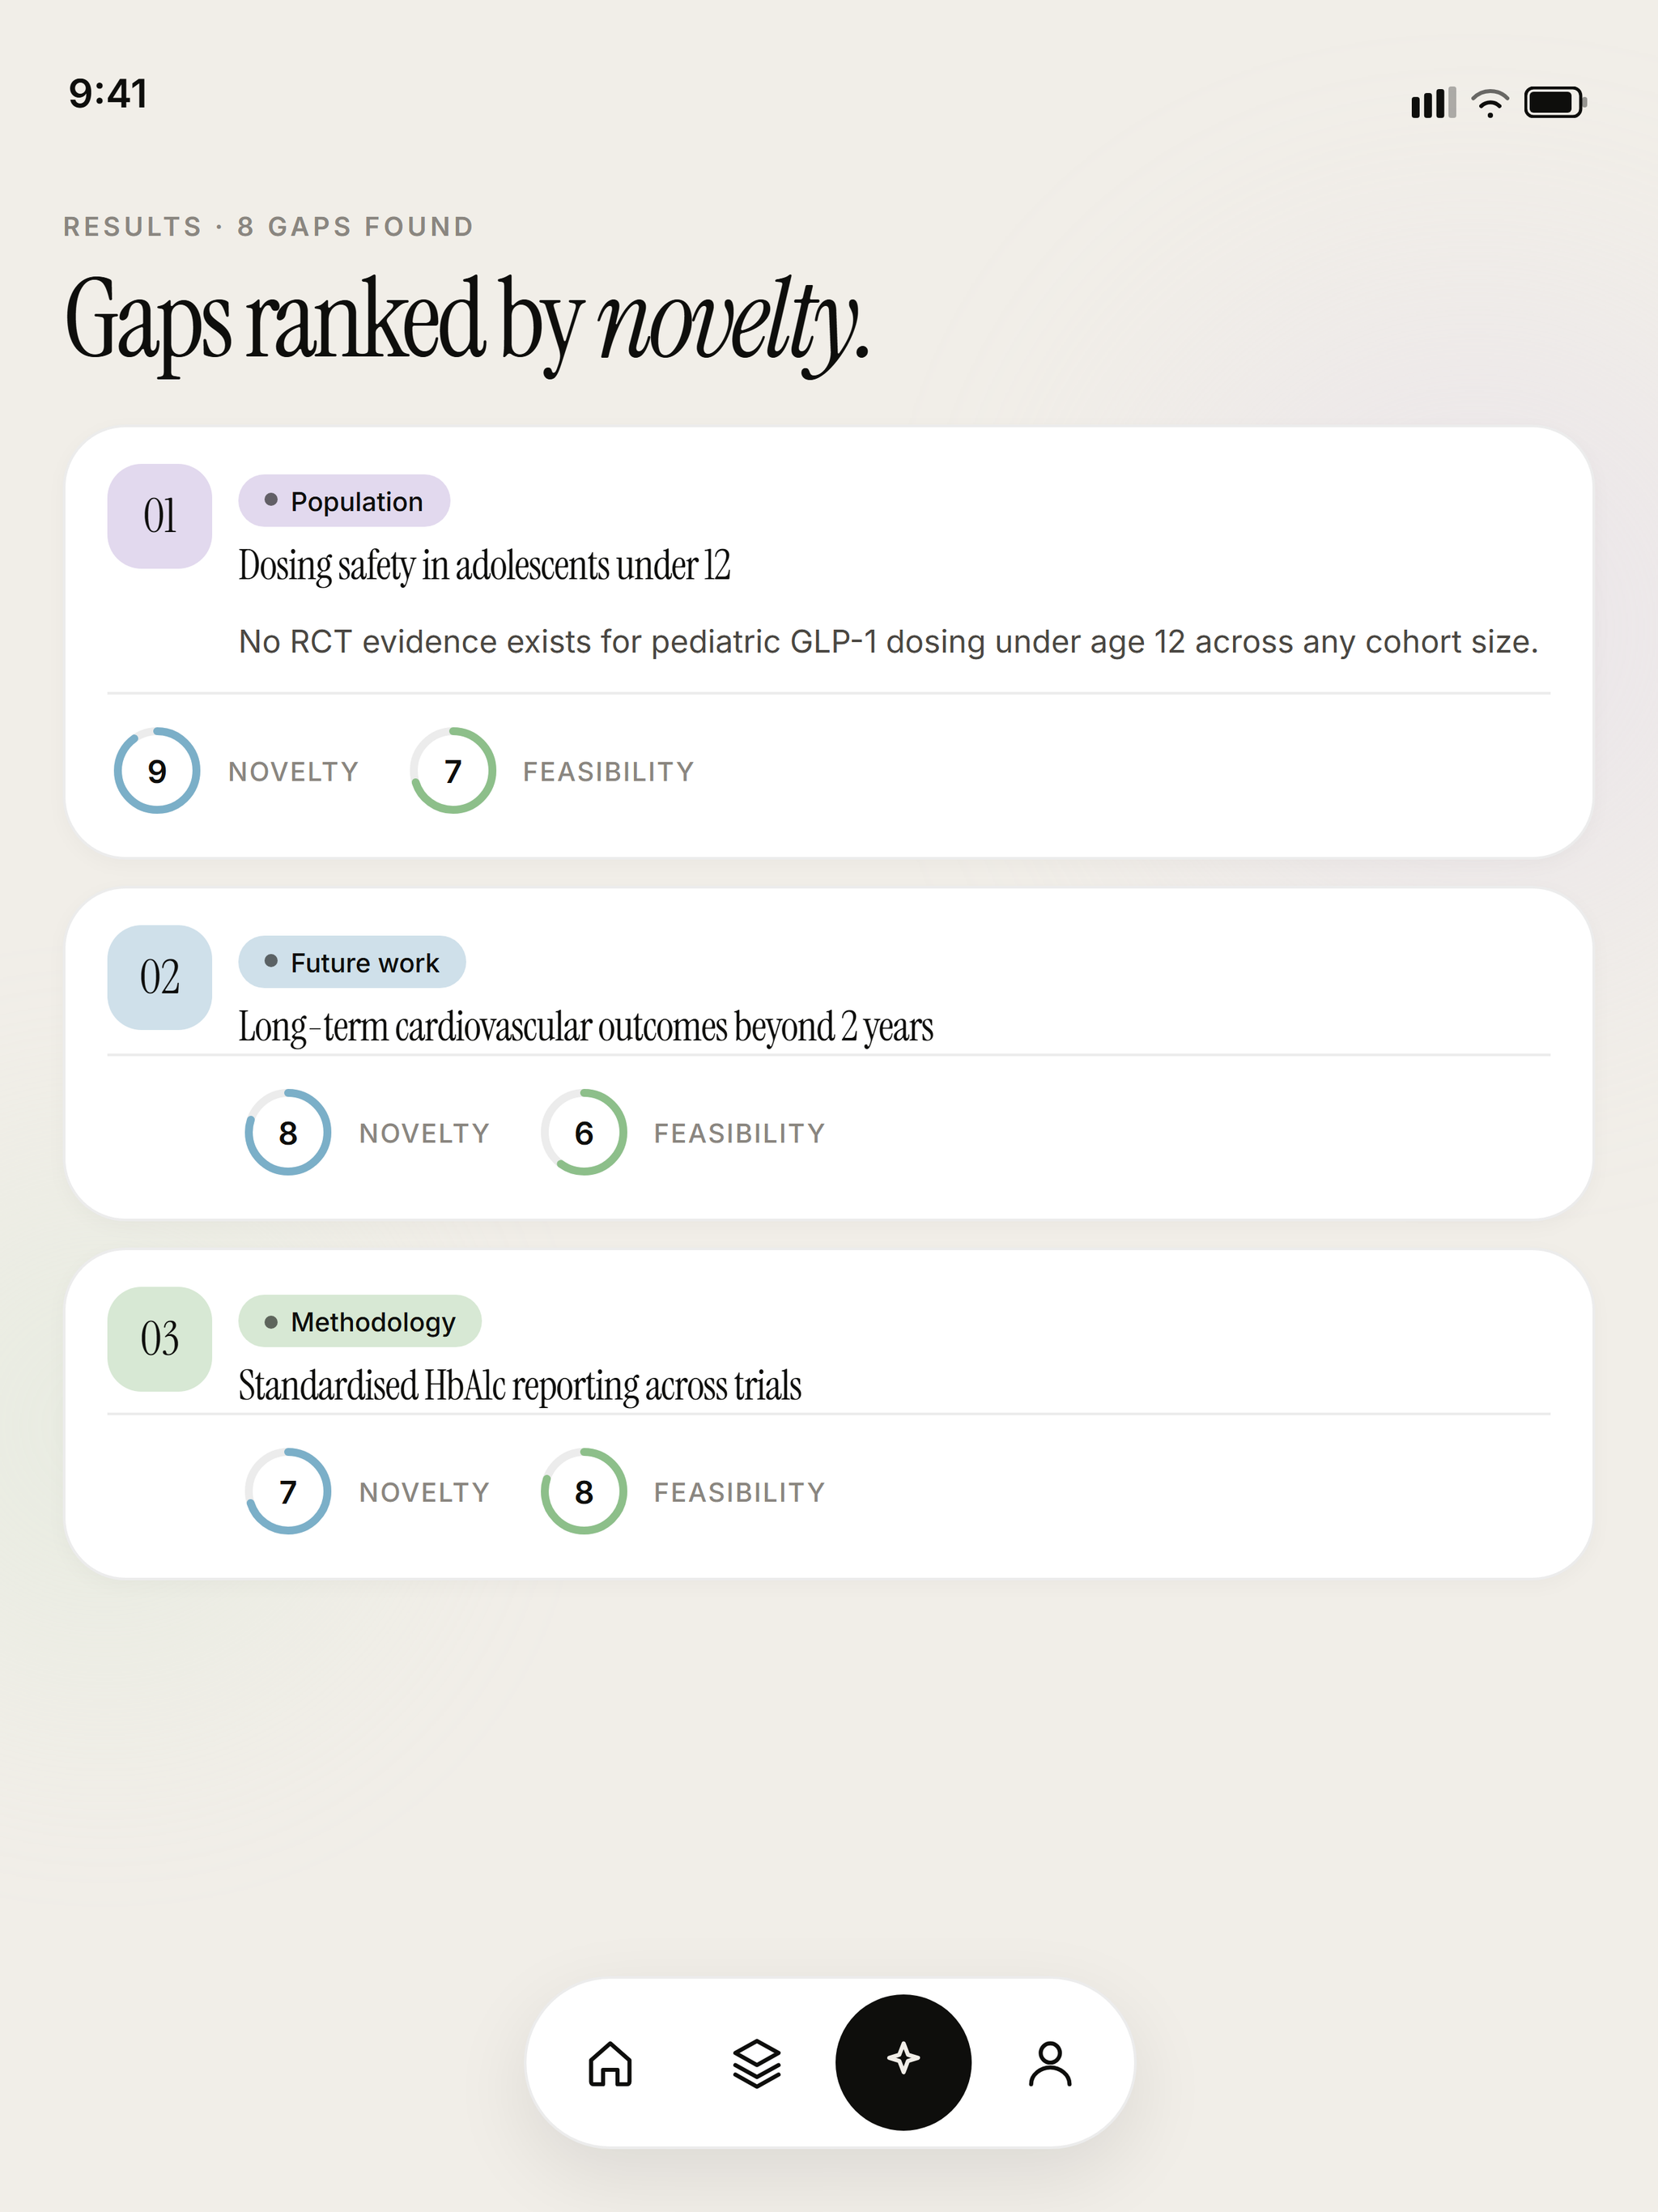 9:41
RESULTS · 8 GAPS FOUND
Gaps ranked by novelty.
01
Population
Dosing safety in adolescents under 12
No RCT evidence exists for pediatric GLP-1 dosing under age 12 across any cohort size.
9 NOVELTY 7 FEASIBILITY
02
Future work
Long-term cardiovascular outcomes beyond 2 years
8 NOVELTY 6 FEASIBILITY
03
Methodology
Standardised HbA1c reporting across trials
7 NOVELTY 8 FEASIBILITY